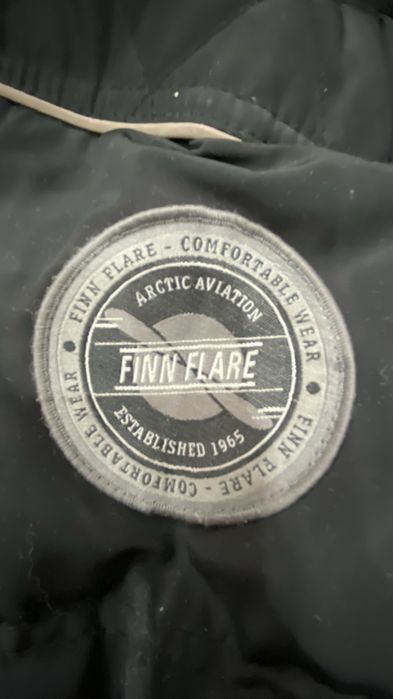 FINN FLARE - COMFORTABLE WEAR
FINN FLARE - COMFORTABLE WEAR
ARCTIC AVIATION
FINN FLARE
ESTABLISHED 1965